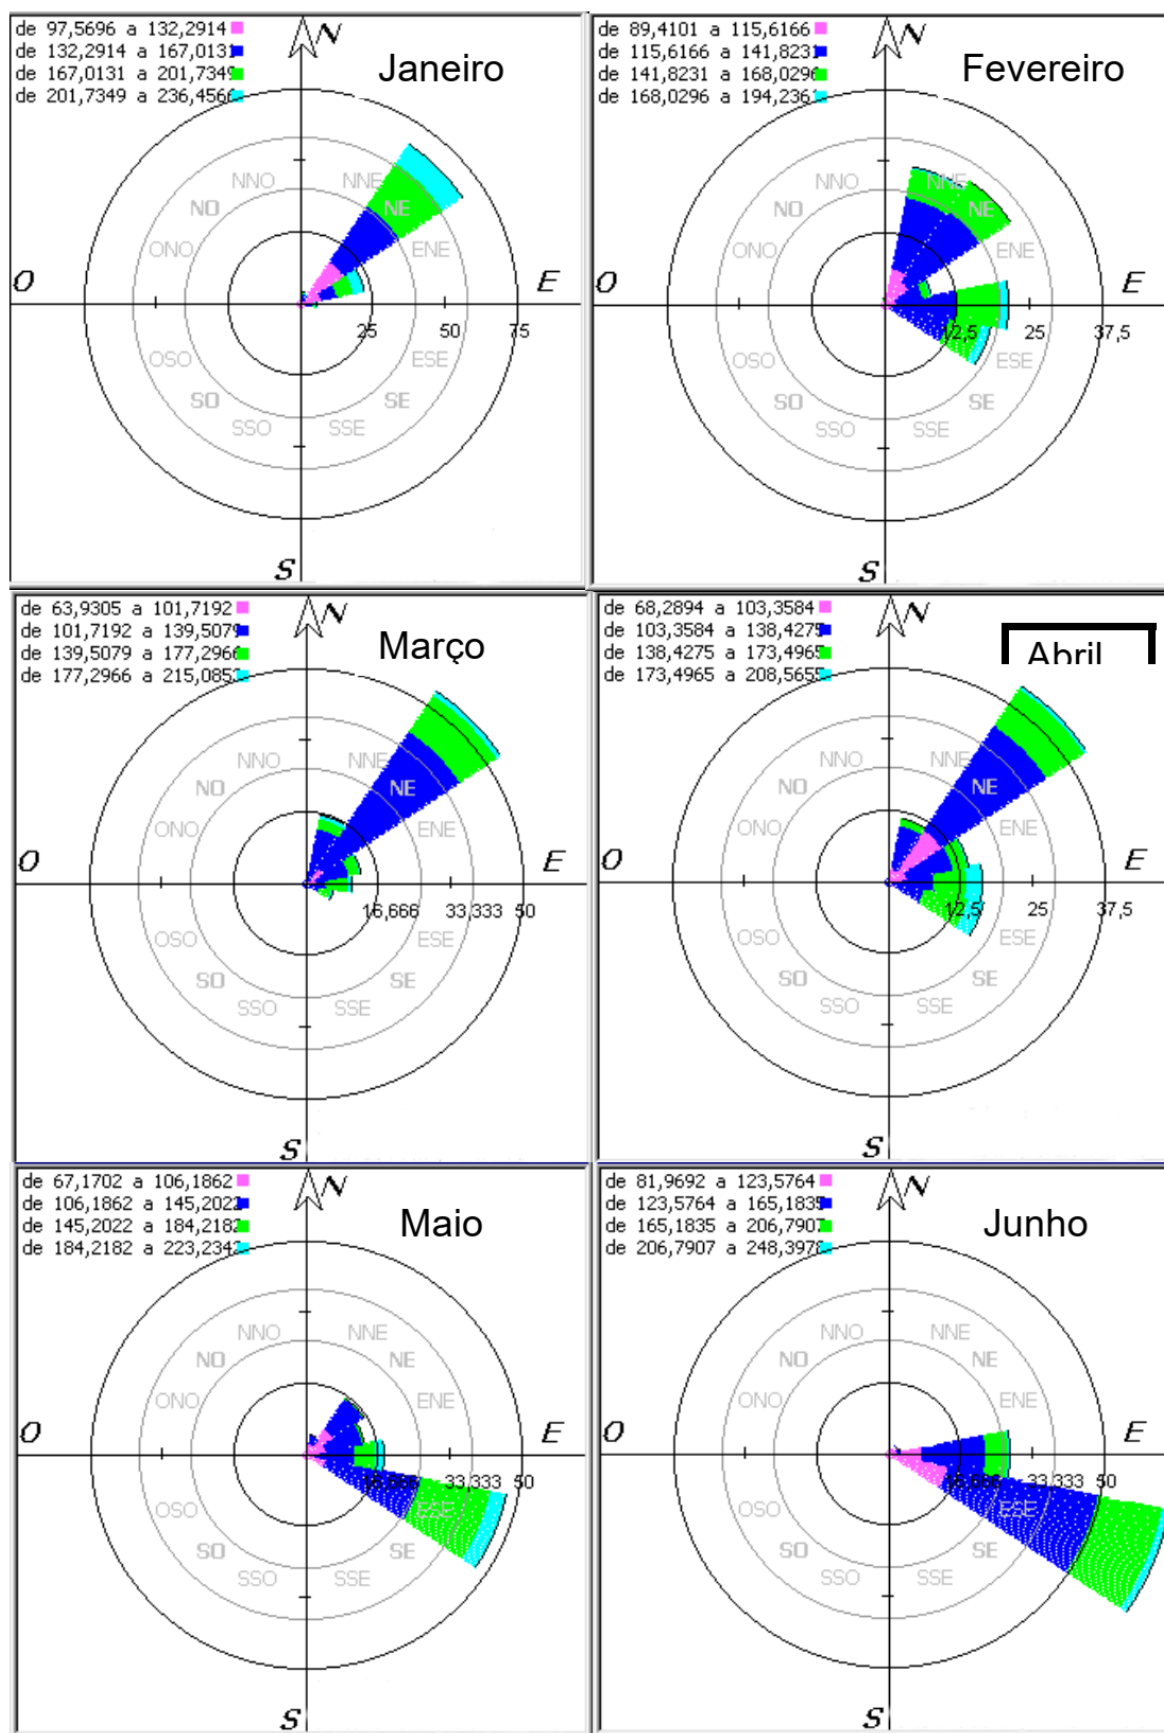 de 97,5696 a 132,2914
de 132,2914 a 167,0131
de 167,0131 a 201,7349
de 201,7349 a 236,4566
N
Janeiro
NNO
NNE
NO
NE
ONO
ENE
O
E
25
50
75
OSO
ESE
SO
SE
SSO
SSE
S
de 89,4101 a 115,6166
de 115,6166 a 141,8231
de 141,8231 a 168,0296
de 168,0296 a 194,236
N
Fevereiro
NNO
NNE
NO
NE
ONO
ENE
O
E
12,5
25
37,5
OSO
ESE
SO
SE
SSO
SSE
S
de 63,9305 a 101,7192
de 101,7192 a 139,5079
de 139,5079 a 177,2966
de 177,2966 a 215,085
N
Março
NNO
NNE
NO
NE
ONO
ENE
O
E
16,666
33,333
50
OSO
ESE
SO
SE
SSO
SSE
S
de 68,2894 a 103,3584
de 103,3584 a 138,4275
de 138,4275 a 173,4965
de 173,4965 a 208,5655
N
Abril
NNO
NNE
NO
NE
ONO
ENE
O
E
12,5
25
37,5
OSO
ESE
SO
SE
SSO
SSE
S
de 67,1702 a 106,1862
de 106,1862 a 145,2022
de 145,2022 a 184,2182
de 184,2182 a 223,234
N
Maio
NNO
NNE
NO
NE
ONO
ENE
O
E
16,666
33,333
50
OSO
ESE
SO
SE
SSO
SSE
S
de 81,9692 a 123,5764
de 123,5764 a 165,1835
de 165,1835 a 206,7907
de 206,7907 a 248,397
N
Junho
NNO
NNE
NO
NE
ONO
ENE
O
E
16,666
33,333
50
OSO
ESE
SO
SE
SSO
SSE
S